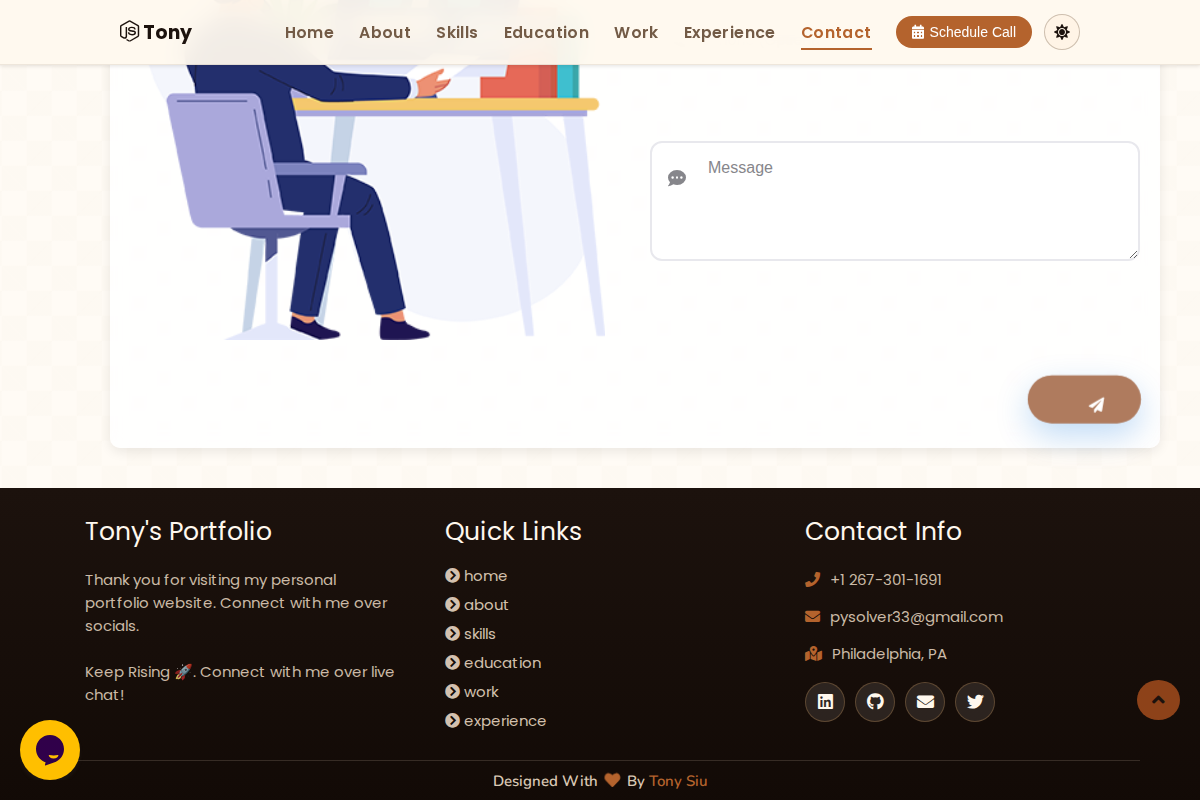 Tony
Home About Skills Education Work Experience Contact Schedule Call
Message
Tony's Portfolio
Thank you for visiting my personal
portfolio website. Connect with me over
socials.
Keep Rising 🚀. Connect with me over live
chat!
Quick Links
home
about
skills
education
work
experience
Contact Info
+1 267-301-1691
pysolver33@gmail.com
Philadelphia, PA
Designed With ❤ By Tony Siu